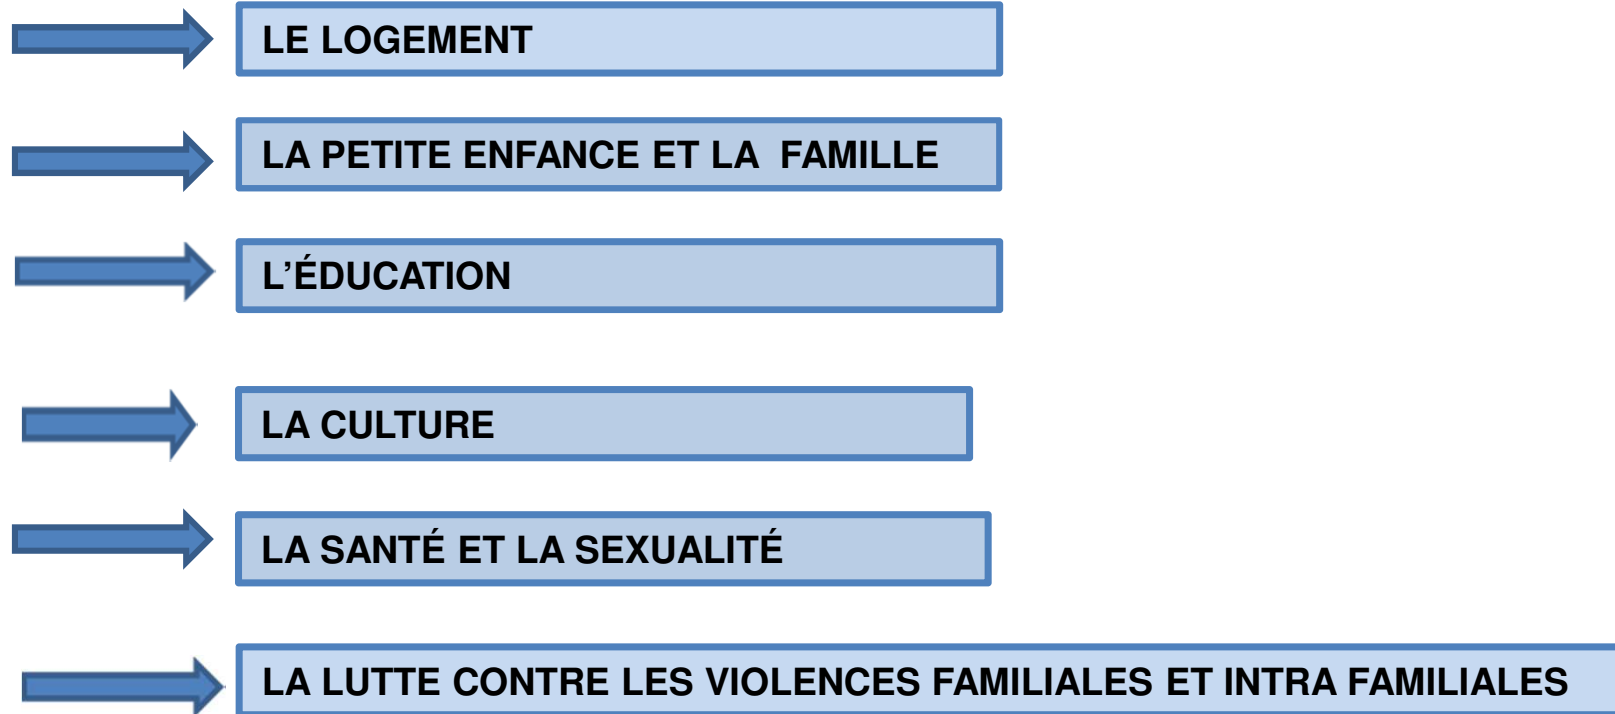 LE LOGEMENT
LA PETITE ENFANCE ET LA FAMILLE
L’ÉDUCATION
LA CULTURE
LA SANTÉ ET LA SEXUALITÉ
LA LUTTE CONTRE LES VIOLENCES FAMILIALES ET INTRA FAMILIALES